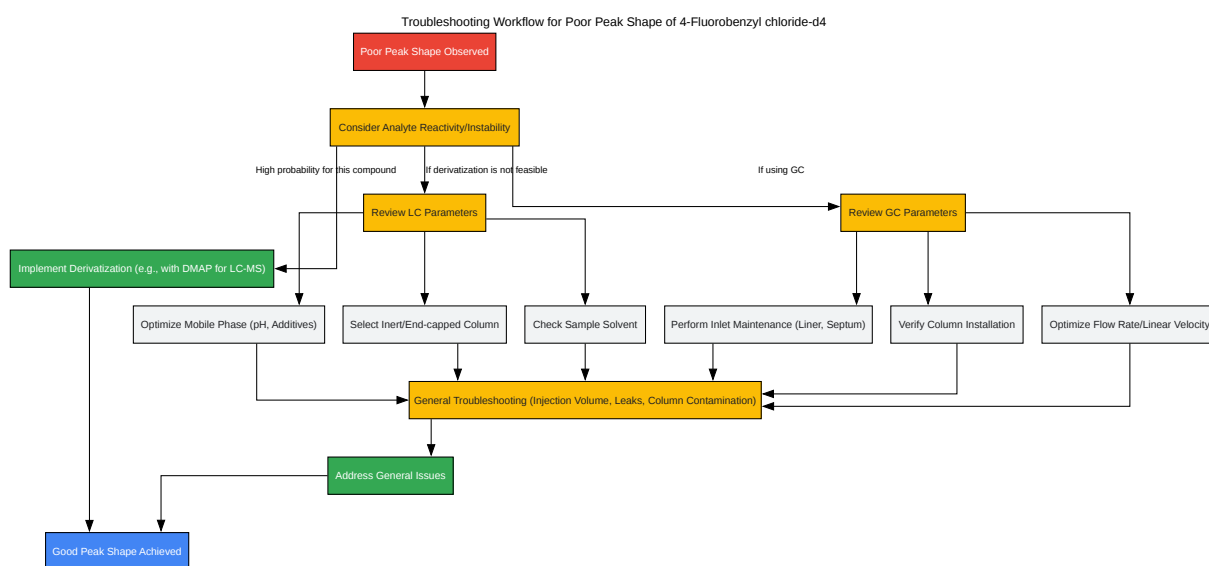 Troubleshooting Workflow for Poor Peak Shape of 4-Fluorobenzyl chloride-d4
Poor Peak Shape Observed
Consider Analyte Reactivity/Instability
High probability for this compound
If derivatization is not feasible
If using GC
Review LC Parameters
Review GC Parameters
Implement Derivatization (e.g., with DMAP for LC-MS)
Optimize Mobile Phase (pH, Additives)
Select Inert/End-capped Column
Check Sample Solvent
Perform Inlet Maintenance (Liner, Septum)
Verify Column Installation
Optimize Flow Rate/Linear Velocity
General Troubleshooting (Injection Volume, Leaks, Column Contamination)
Address General Issues
Good Peak Shape Achieved